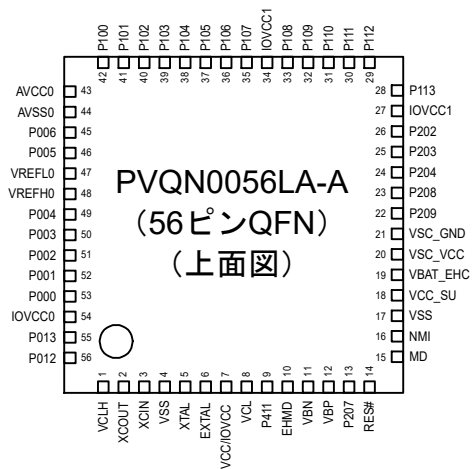 P100
P101
P102
P103
P104
P105
P106
P107
IOVCC1
P108
P109
P110
P111
P112
42
41
40
39
38
37
36
35
34
33
32
31
30
29
AVCC0 43
AVSS0 44
P006 45
P005 46
VREFL0 47
VREFH0 48
P004 49
P003 50
P002 51
P001 52
P000 53
IOVCC0 54
P013 55
P012 56
PVQN0056LA-A
(56ピンQFN)
(上面図)
28 P113
27 IOVCC1
26 P202
25 P203
24 P204
23 P208
22 P209
21 VSC_GND
20 VSC_VCC
19 VBAT_EHC
18 VCC_SU
17 VSS
16 NMI
15 MD
1
2
3
4
5
6
7
8
9
10
11
12
13
14
VCLH
XCOUT
XCIN
VSS
XTAL
EXTAL
VCC/IOVCC
VCL
P411
EHMD
VBN
VBP
P207
RES#